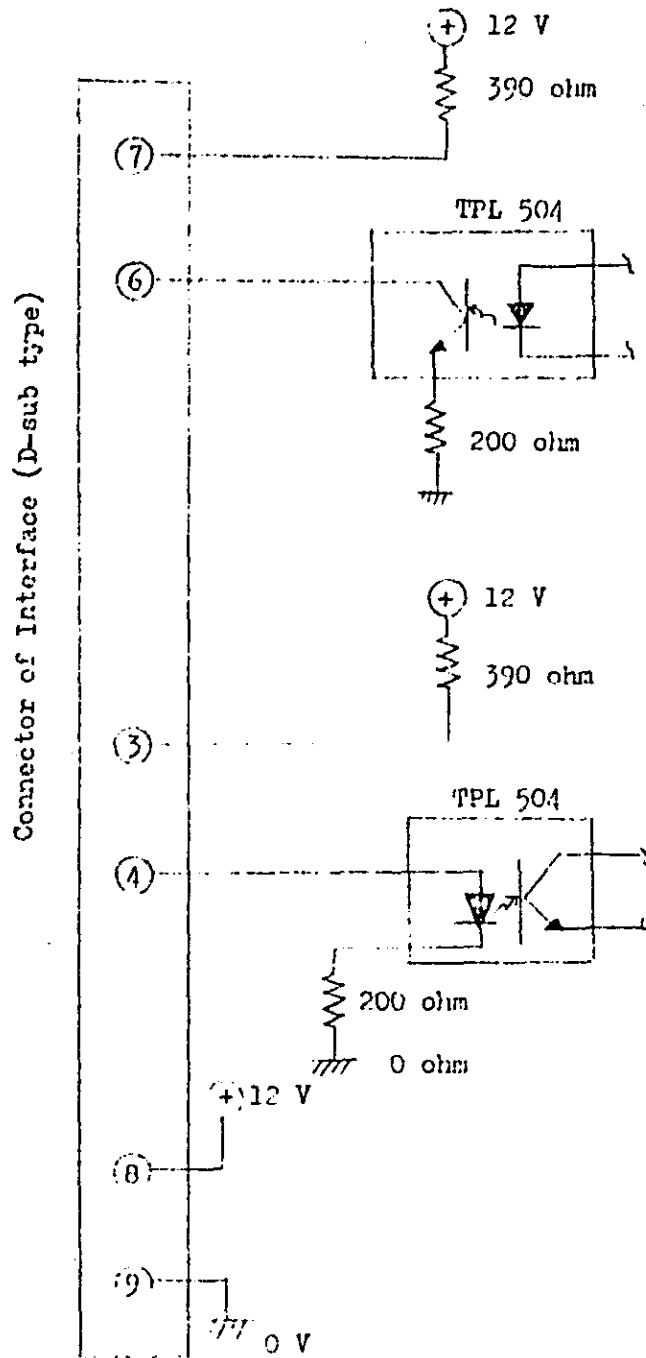 12 V
390 ohm
7
TPL 504
6
200 ohm
Connector of Interface (D-sub type)
12 V
390 ohm
3
TPL 504
4
200 ohm
0 ohm
12 V
8
9
0 V